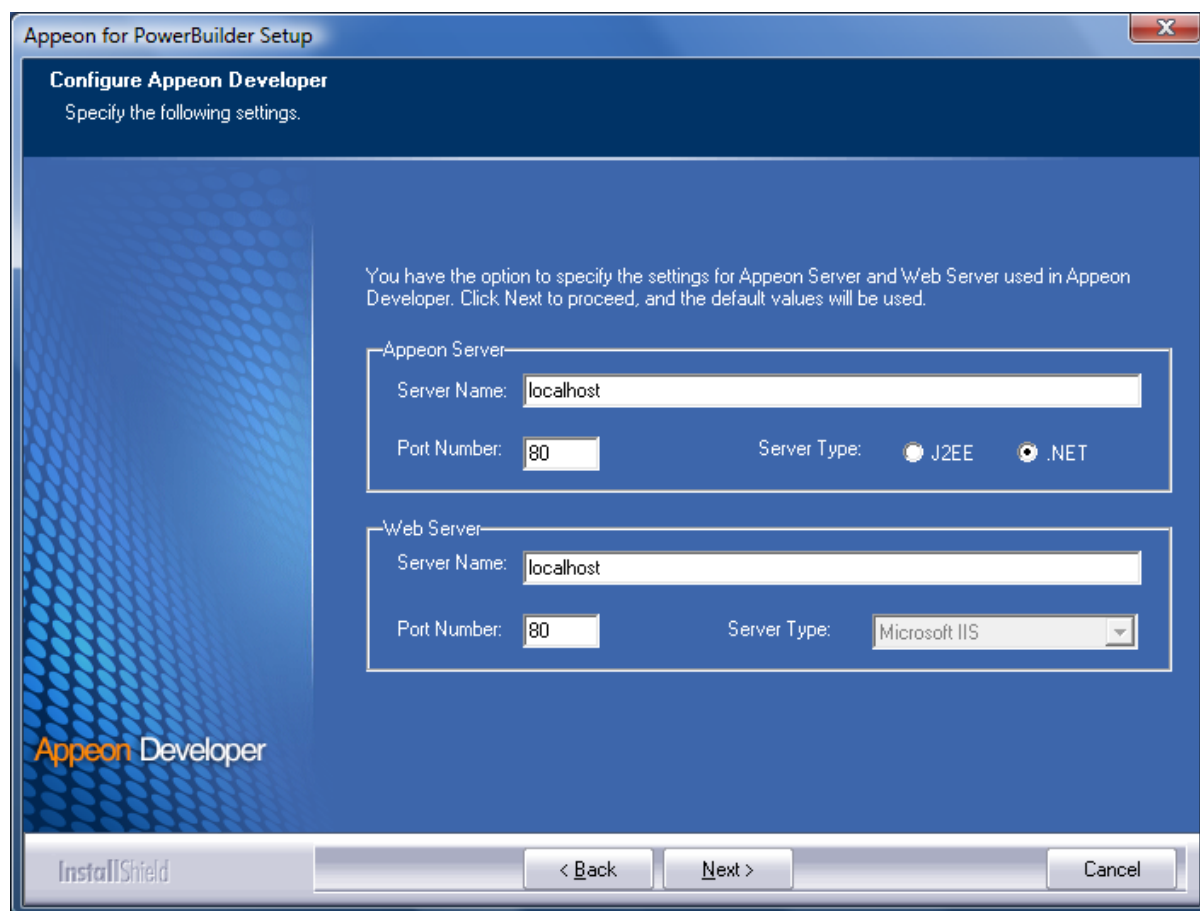 Appeon for PowerBuilder Setup
Configure Appeon Developer
Specify the following settings.
You have the option to specify the settings for Appeon Server and Web Server used in Appeon
Developer. Click Next to proceed, and the default values will be used.
Appeon Server
Server Name: localhost
Port Number: 80 Server Type: J2EE .NET
Web Server
Server Name: localhost
Port Number: 80 Server Type: Microsoft IIS
Appeon Developer
InstallShield < Back Next > Cancel